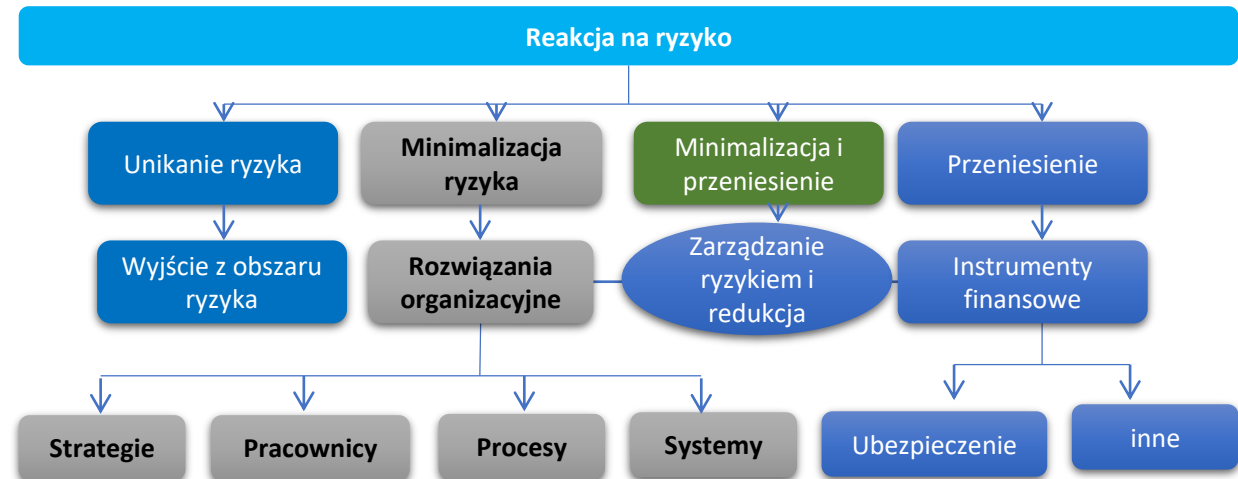 Reakcja na ryzyko
Unikanie ryzyka
Minimalizacja
ryzyka
Minimalizacja i
przeniesienie
Przeniesienie
Wyjście z obszaru
ryzyka
Rozwiązania
organizacyjne
Zarządzanie
ryzykiem i
redukcja
Instrumenty
finansowe
Strategie
Pracownicy
Procesy
Systemy
Ubezpieczenie
inne